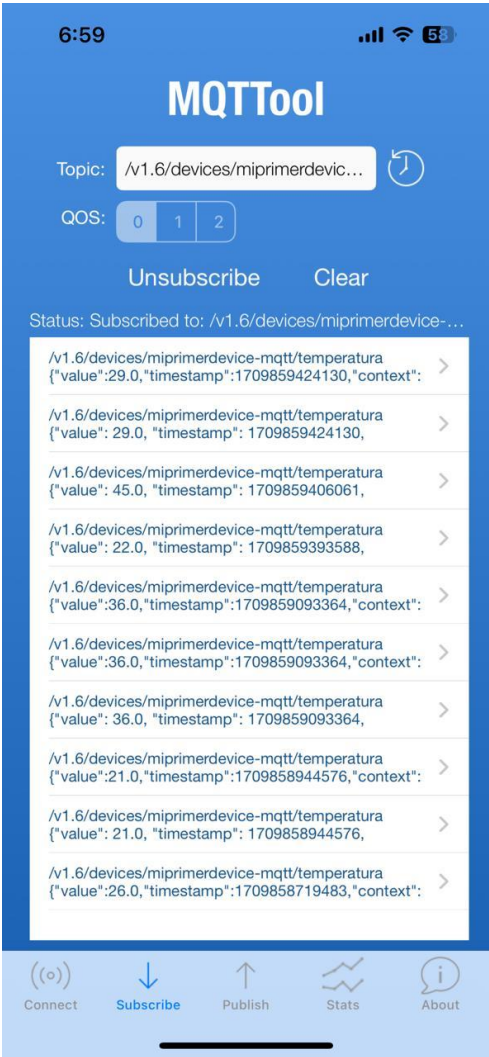 6:59
58
MQTTool
Topic: /v1.6/devices/miprimerdevic...
QOS: 0 1 2
Unsubscribe Clear
Status: Subscribed to: /v1.6/devices/miprimerdevice-...
/v1.6/devices/miprimerdevice-mqtt/temperatura
{"value":29.0,"timestamp":1709859424130,"context":
/v1.6/devices/miprimerdevice-mqtt/temperatura
{"value": 29.0, "timestamp": 1709859424130,
/v1.6/devices/miprimerdevice-mqtt/temperatura
{"value": 45.0, "timestamp": 1709859406061,
/v1.6/devices/miprimerdevice-mqtt/temperatura
{"value": 22.0, "timestamp": 1709859393588,
/v1.6/devices/miprimerdevice-mqtt/temperatura
{"value":36.0,"timestamp":1709859093364,"context":
/v1.6/devices/miprimerdevice-mqtt/temperatura
{"value":36.0,"timestamp":1709859093364,"context":
/v1.6/devices/miprimerdevice-mqtt/temperatura
{"value": 36.0, "timestamp": 1709859093364,
/v1.6/devices/miprimerdevice-mqtt/temperatura
{"value":21.0,"timestamp":1709858944576,"context":
/v1.6/devices/miprimerdevice-mqtt/temperatura
{"value": 21.0, "timestamp": 1709858944576,
/v1.6/devices/miprimerdevice-mqtt/temperatura
{"value":26.0,"timestamp":1709858719483,"context":
Connect Subscribe Publish Stats About